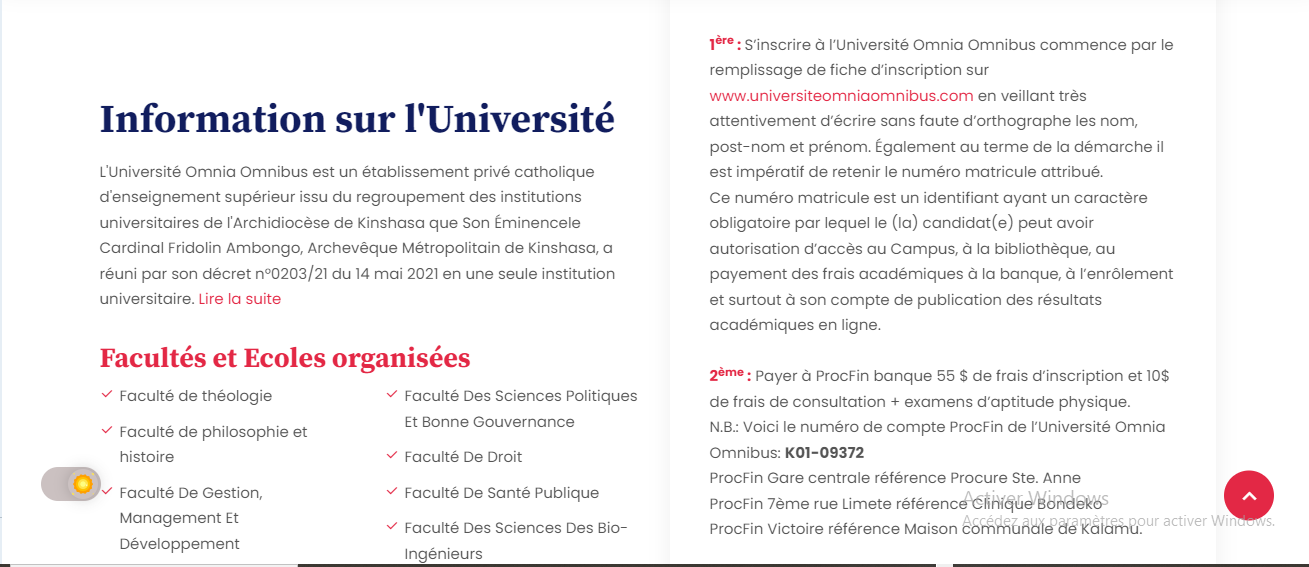 Information sur l'Université
L'Université Omnia Omnibus est un établissement privé catholique
d'enseignement supérieur issu du regroupement des institutions
universitaires de l'Archidiocèse de Kinshasa que Son Éminencele
Cardinal Fridolin Ambongo, Archevêque Métropolitain de Kinshasa, a
réuni par son décret n°0203/21 du 14 mai 2021 en une seule institution
universitaire. Lire la suite
Facultés et Ecoles organisées
Faculté de théologie
Faculté de philosophie et
histoire
Faculté De Gestion,
Management Et
Développement
Faculté Des Sciences Politiques
Et Bonne Gouvernance
Faculté De Droit
Faculté De Santé Publique
Faculté Des Sciences Des Bio-
Ingénieurs
1ère : S’inscrire à l’Université Omnia Omnibus commence par le
remplissage de fiche d’inscription sur
www.universiteomniaomnibus.com en veillant très
attentivement d’écrire sans faute d’orthographe les nom,
post-nom et prénom. Également au terme de la démarche il
est impératif de retenir le numéro matricule attribué.
Ce numéro matricule est un identifiant ayant un caractère
obligatoire par lequel le (la) candidat(e) peut avoir
autorisation d’accès au Campus, à la bibliothèque, au
payement des frais académiques à la banque, à l’enrôlement
et surtout à son compte de publication des résultats
académiques en ligne.
2ème : Payer à ProcFin banque 55 $ de frais d’inscription et 10$
de frais de consultation + examens d’aptitude physique.
N.B.: Voici le numéro de compte ProcFin de l’Université Omnia
Omnibus: K01-09372
ProcFin Gare centrale référence Procure Ste. Anne
ProcFin 7ème rue Limete référence Clinique Bondeko
ProcFin Victoire référence Maison communale de Kalamu.
Activer Windows
Accédez aux paramètres pour activer Windows.